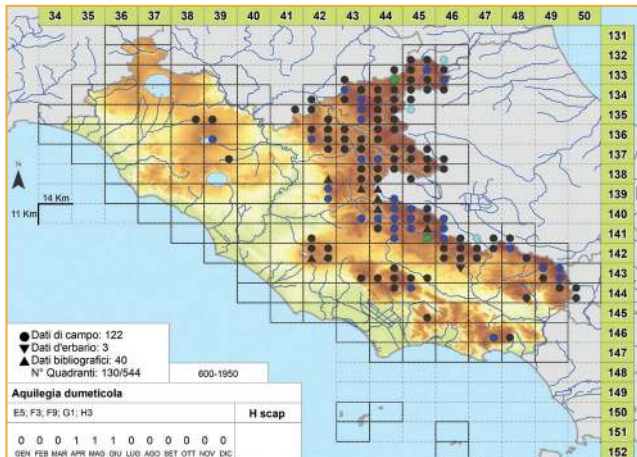 34 35 36 37 38 39 40 41 42 43 44 45 46 47 48 49 50
131
132
133
134
135
136
137
138
N
139
14 Km
11 Km
140
141
142
143
144
145
Dati di campo: 122
Dati d'erbario: 3
146
Dati bibliografici: 40
N° Quadranti: 130/544
600-1950
147
148
149
Aquilegia dumeticola
E5; F3; F9; G1; H3
H scap
150
151
0 0 0 1 1 1 0 0 0 0 0 0
GEN FEB MAR APR MAG GIU LUG AGO SET OTT NOV DIC
152